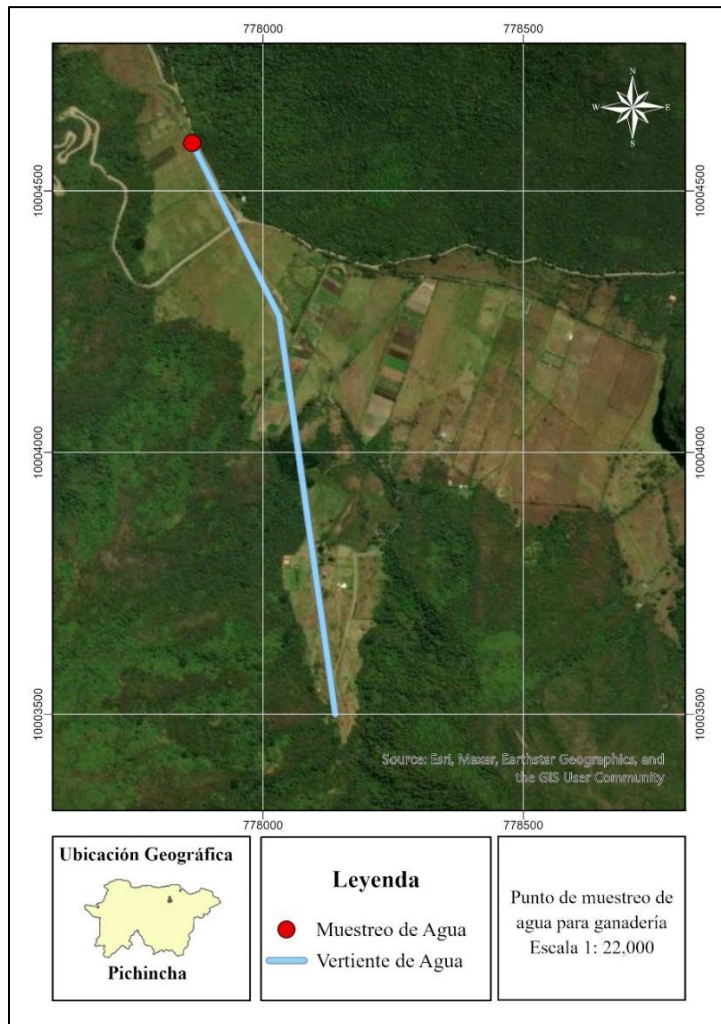 778000
778500
N
W
E
S
10004500
10004500
10004000
10004000
10003500
10003500
Source: Esri, Maxar, Earthstar Geographics, and
the GIS User Community
778000
778500
Ubicación Geográfica
Pichincha
Leyenda
Muestreo de Agua
Vertiente de Agua
Punto de muestreo de
agua para ganadería
Escala 1: 22,000